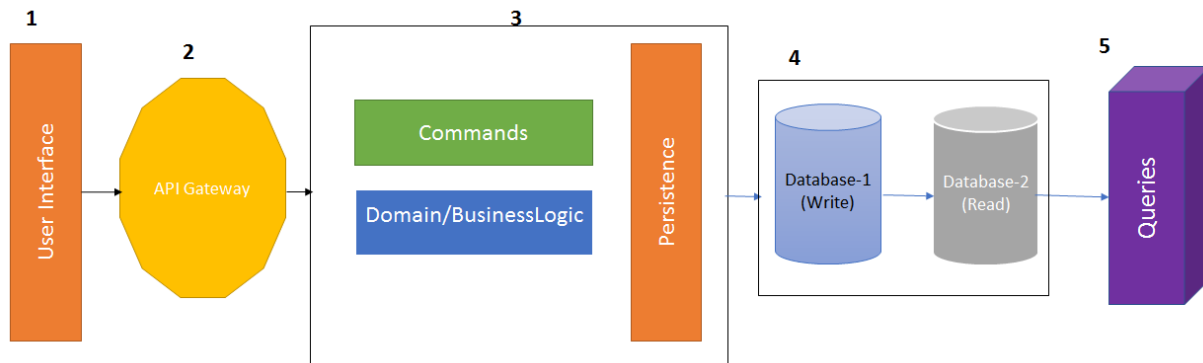 1
2
3
4
5
User Interface
API Gateway
Commands
Domain/BusinessLogic
Persistence
Database-1
(Write)
Database-2
(Read)
Queries